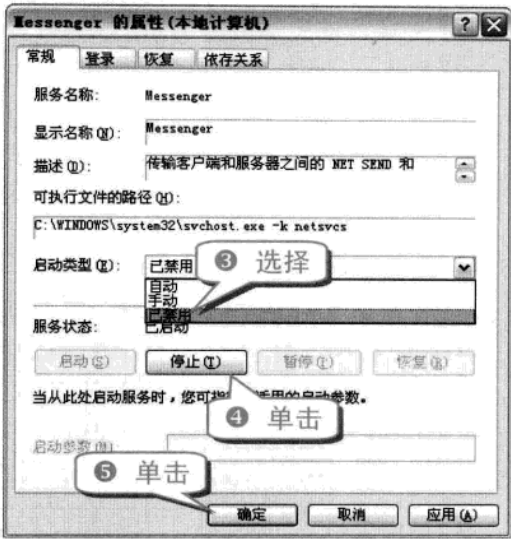 Messenger 的属性(本地计算机)
常规 登录 恢复 依存关系
服务名称: Messenger
显示名称(N): Messenger
描述(D): 传输客户端和服务器之间的 NET SEND 和
可执行文件的路径(H):
C:\WINDOWS\system32\svchost.exe -k netsvcs
启动类型(E): 已禁用
❸ 选择
自动
手动
已禁用
服务状态: 已启动
启动(S) 停止(T) 暂停(P) 恢复(R)
当从此处启动服务时,您可指 适用的启动参数。
❹ 单击
启动参数(M):
❺ 单击
确定 取消 应用(A)